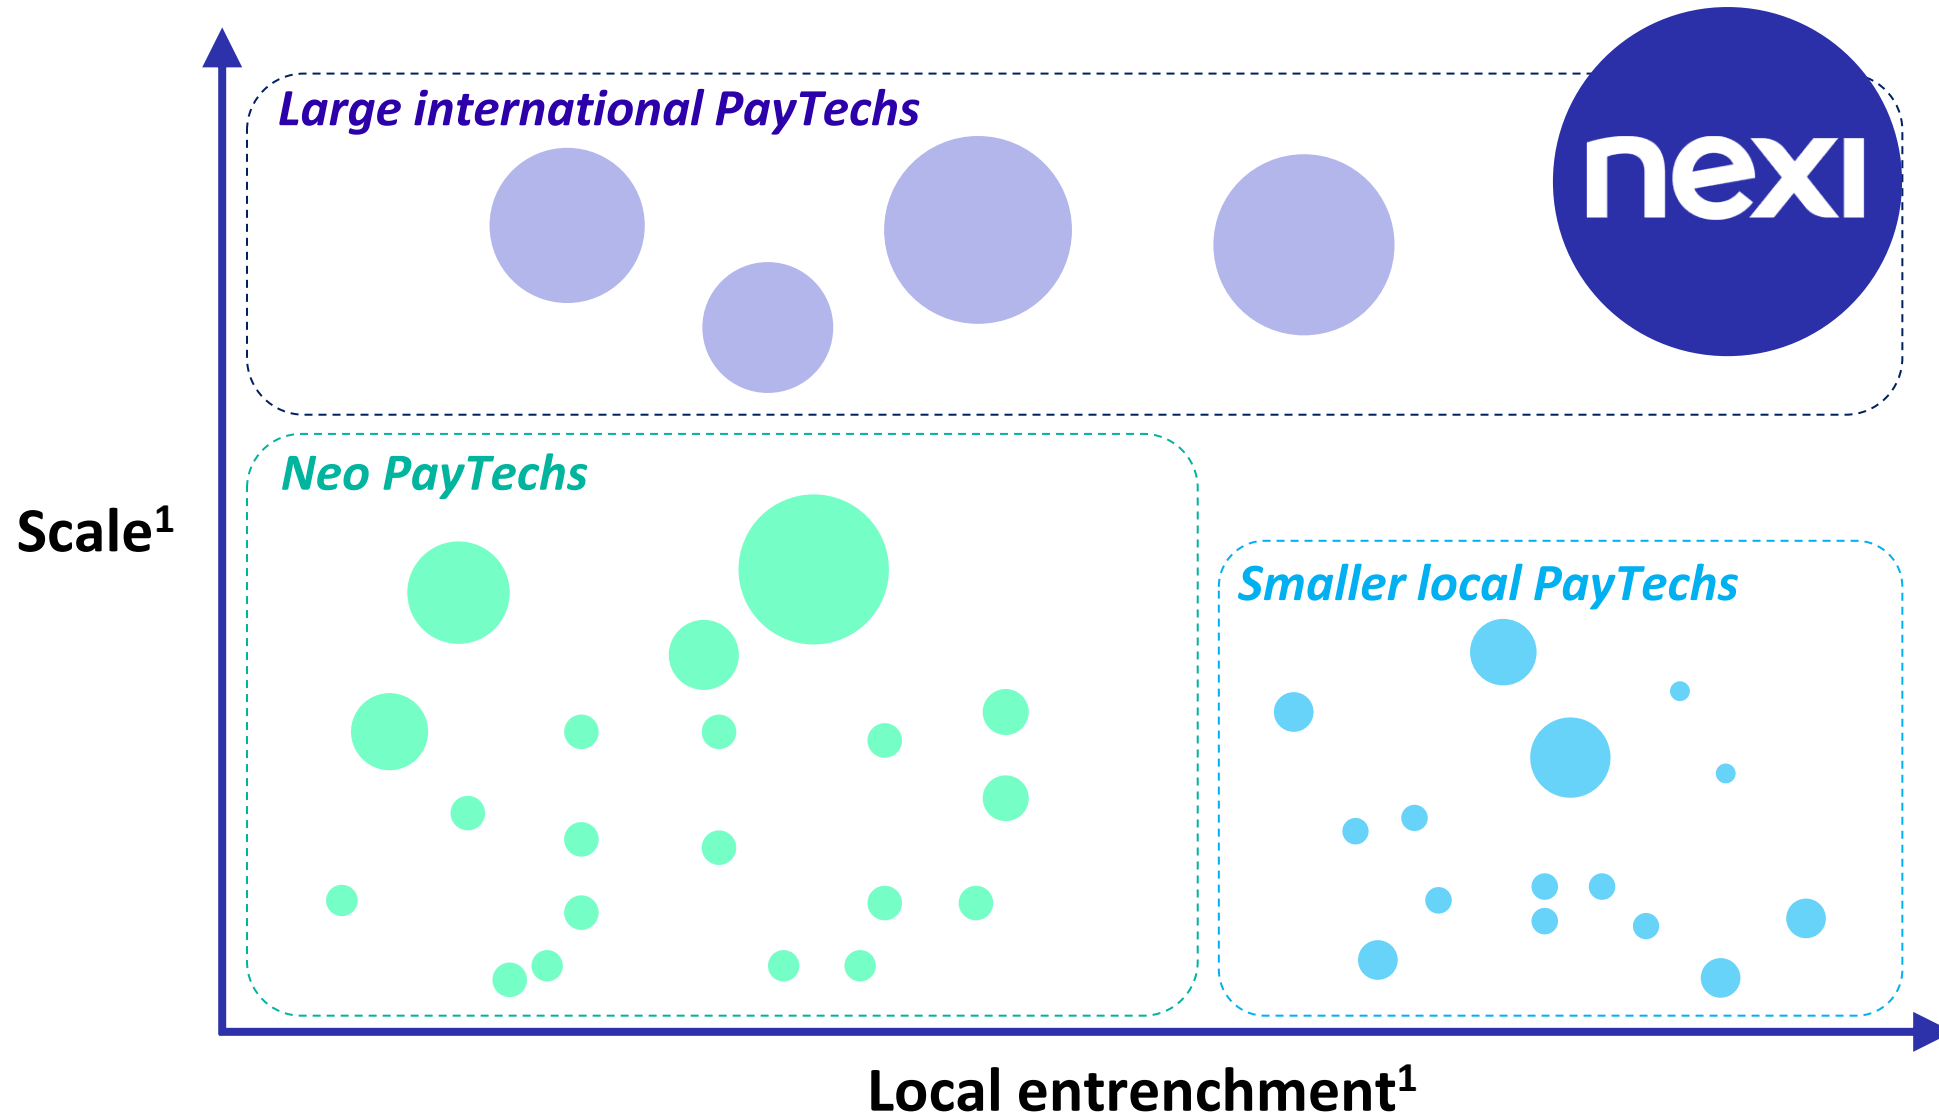 Large international PayTechs
nexi
Neo PayTechs
Scale¹
Smaller local PayTechs
Local entrenchment¹